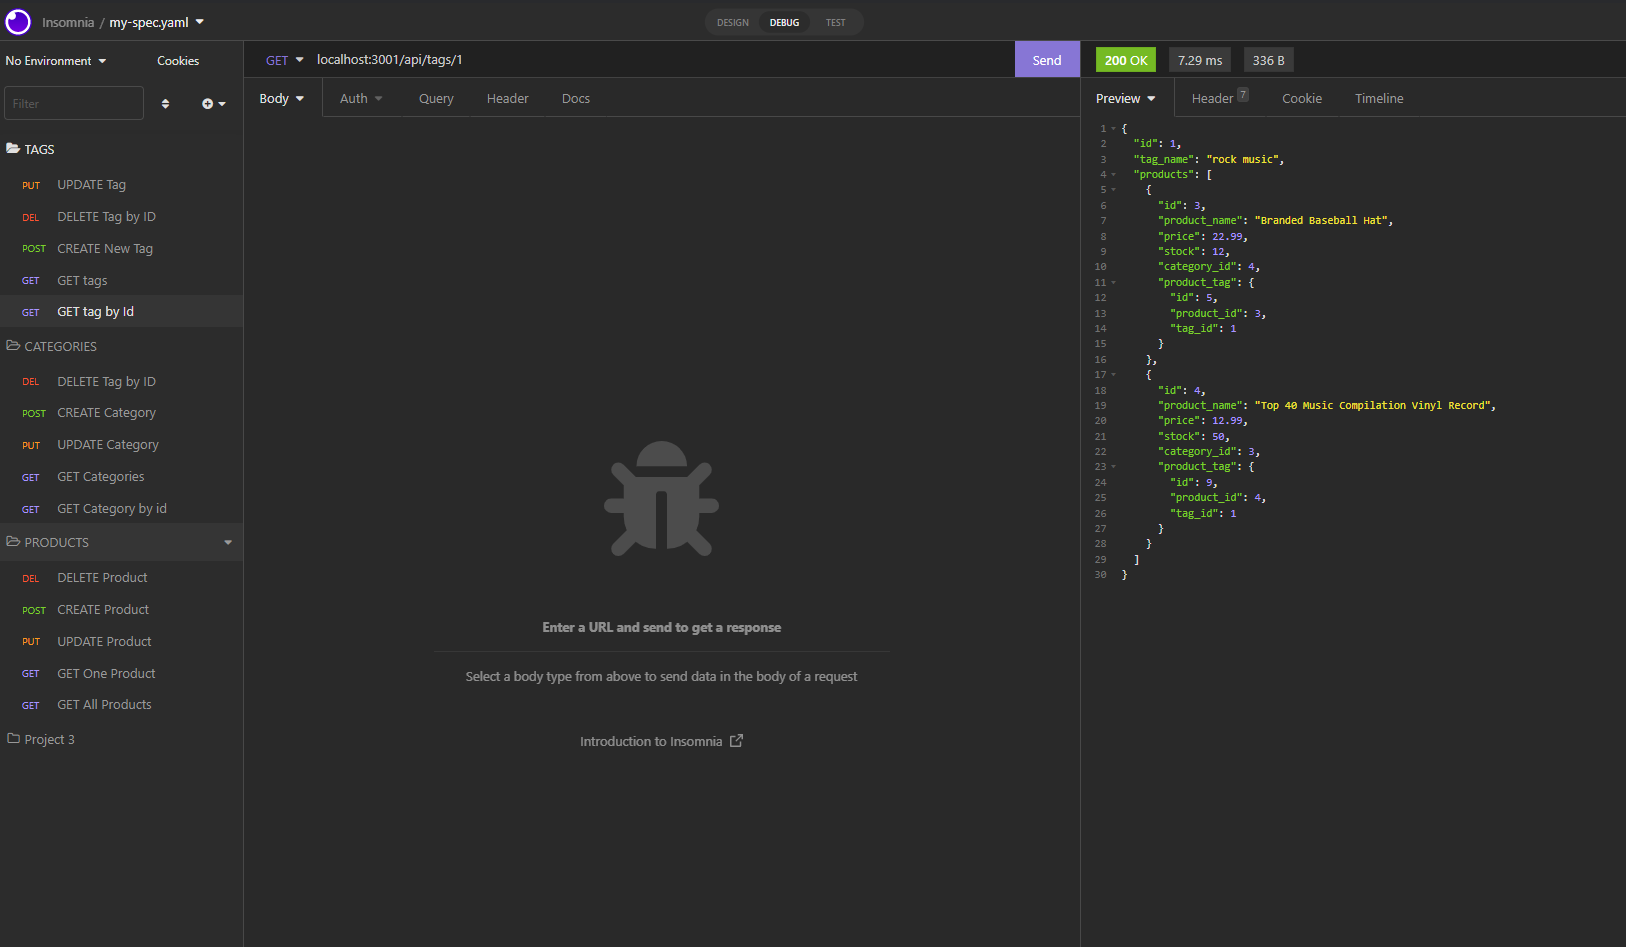 Insomnia / my-spec.yaml
DESIGN DEBUG TEST
No Environment Cookies
Filter
TAGS
PUT UPDATE Tag
DEL DELETE Tag by ID
POST CREATE New Tag
GET GET tags
GET GET tag by Id
CATEGORIES
DEL DELETE Tag by ID
POST CREATE Category
PUT UPDATE Category
GET GET Categories
GET GET Category by id
PRODUCTS
DEL DELETE Product
POST CREATE Product
PUT UPDATE Product
GET GET One Product
GET GET All Products
Project 3
GET localhost:3001/api/tags/1 Send
Body Auth Query Header Docs
Enter a URL and send to get a response
Select a body type from above to send data in the body of a request
Introduction to Insomnia
200 OK 7.29 ms 336 B
Preview Header 7 Cookie Timeline
1 {
2 "id": 1,
3 "tag_name": "rock music",
4 "products": [
5 {
6 "id": 3,
7 "product_name": "Branded Baseball Hat",
8 "price": 22.99,
9 "stock": 12,
10 "category_id": 4,
11 "product_tag": {
12 "id": 5,
13 "product_id": 3,
14 "tag_id": 1
15 }
16 },
17 {
18 "id": 4,
19 "product_name": "Top 40 Music Compilation Vinyl Record",
20 "price": 12.99,
21 "stock": 50,
22 "category_id": 3,
23 "product_tag": {
24 "id": 9,
25 "product_id": 4,
26 "tag_id": 1
27 }
28 }
29 ]
30 }